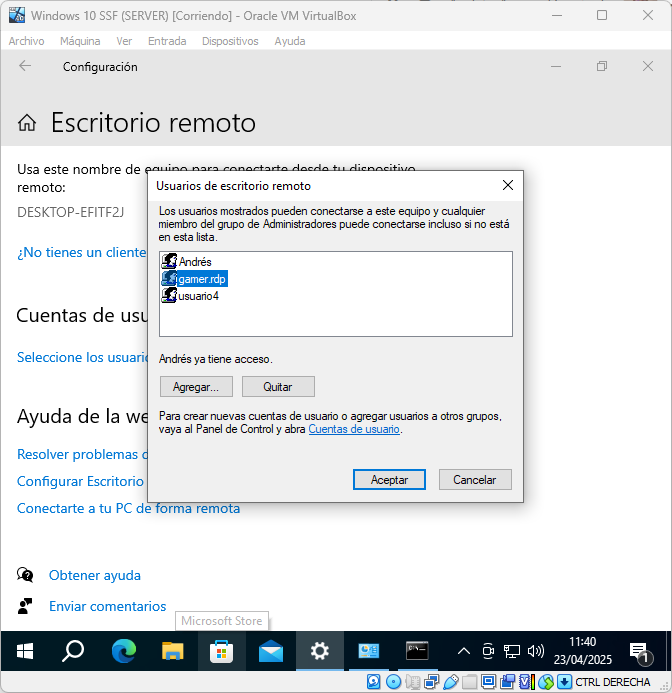 Windows 10 SSF (SERVER) [Corriendo] - Oracle VM VirtualBox
Archivo Máquina Ver Entrada Dispositivos Ayuda
Configuración
Escritorio remoto
Usa este nombre de equipo para conectarte desde tu dispositivo
remoto:
DESKTOP-EFITF2J
¿No tienes un cliente
Cuentas de usu
Seleccione los usuario
Ayuda de la we
Resolver problemas d
Configurar Escritorio
Conectarte a tu PC de forma remota
Obtener ayuda
Enviar comentarios
Usuarios de escritorio remoto
Los usuarios mostrados pueden conectarse a este equipo y cualquier
miembro del grupo de Administradores puede conectarse incluso si no está
en esta lista.
Andrés
gamer.rdp
usuario4
Andrés ya tiene acceso.
Agregar... Quitar
Para crear nuevas cuentas de usuario o agregar usuarios a otros grupos,
vaya al Panel de Control y abra Cuentas de usuario.
Aceptar Cancelar
Microsoft Store
11:40
23/04/2025
1
CTRL DERECHA